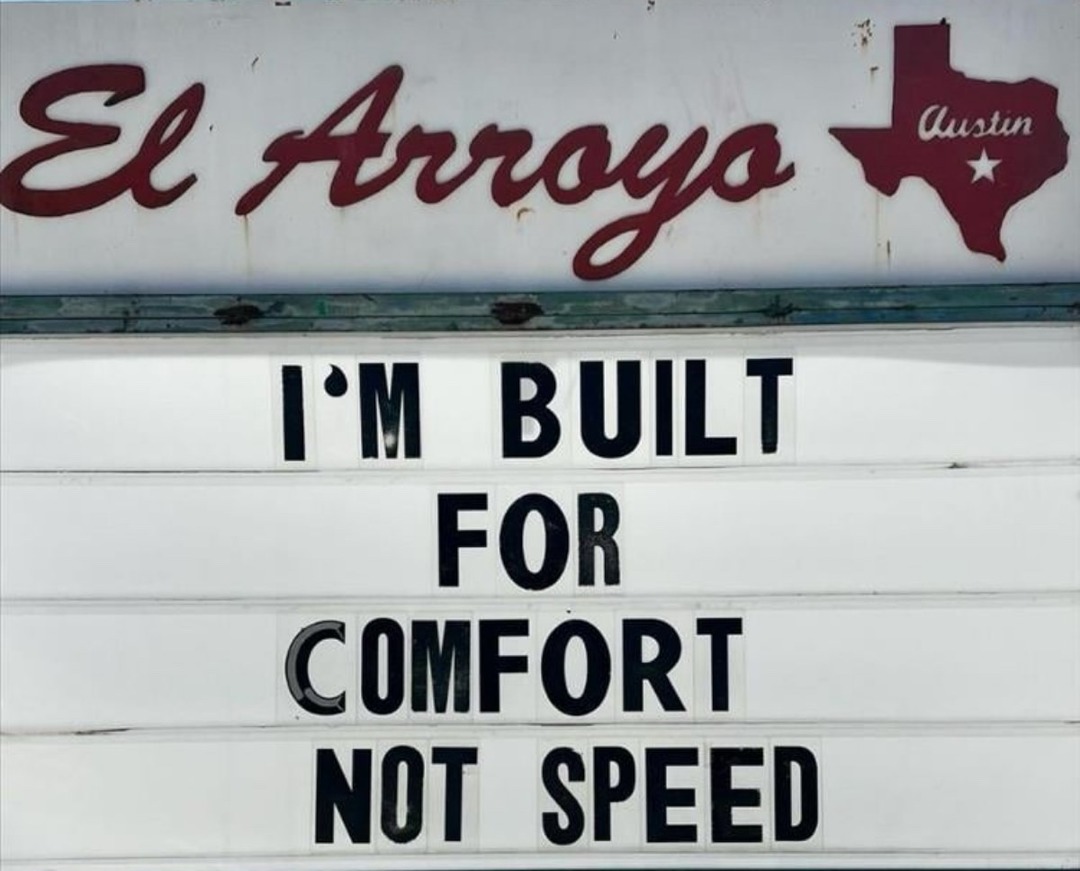 El Arroyo
Austin
I'M BUILT
FOR
COMFORT
NOT SPEED